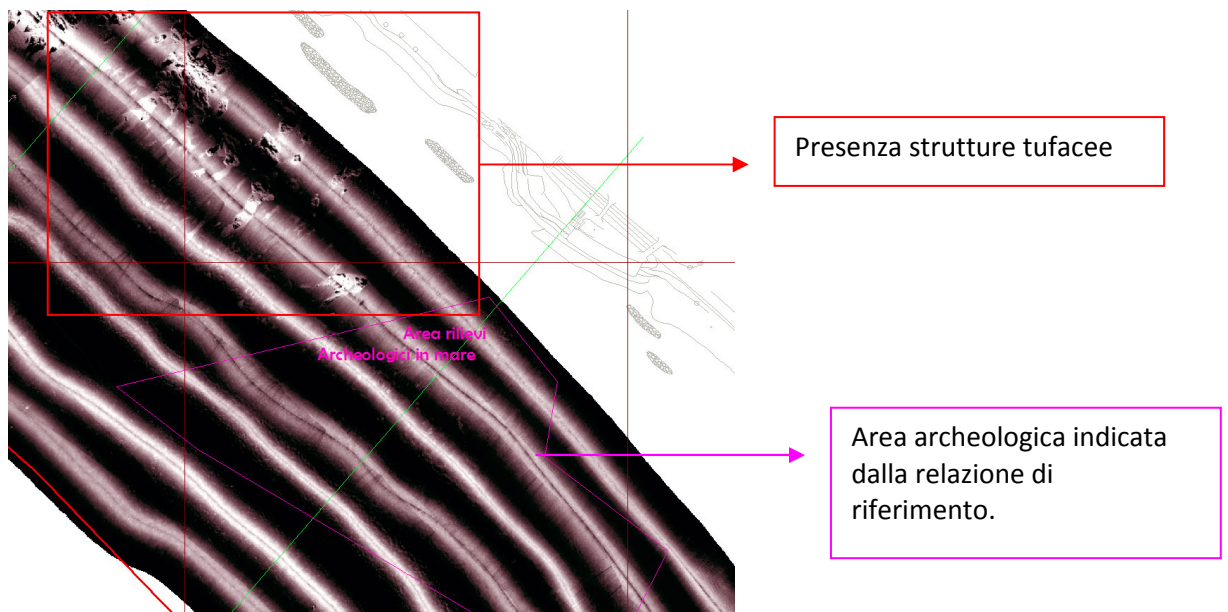 Presenza strutture tufacee
Area rilievi
Archeologici in mare
Area archeologica indicata
dalla relazione di
riferimento.